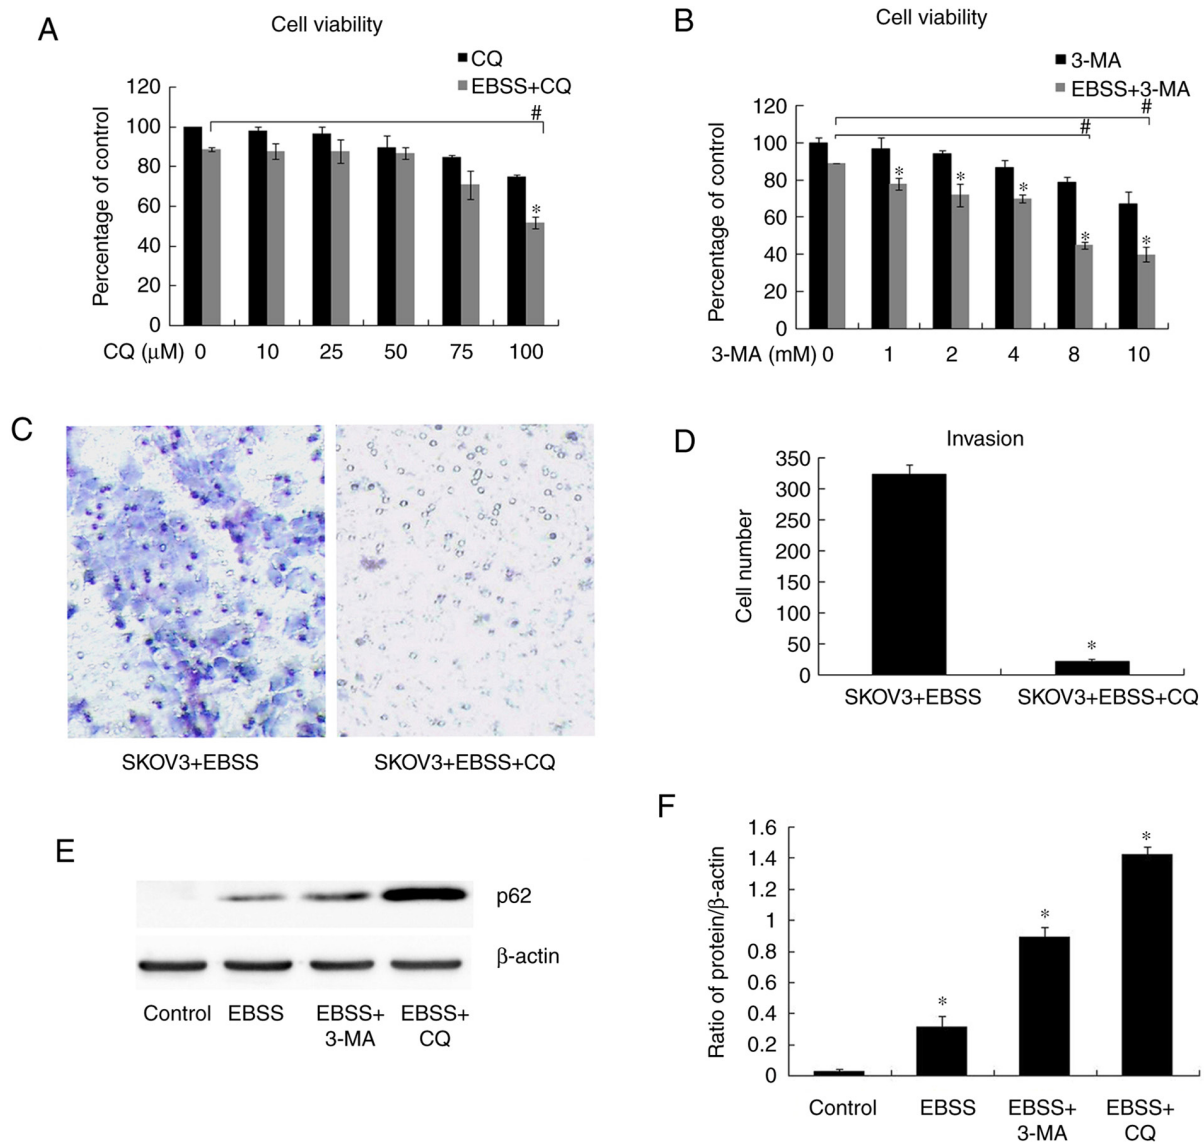 A
Cell viability
CQ
EBSS+CQ
Percentage of control
120
100
80
60
40
20
0
#
*
CQ (μM) 0 10 25 50 75 100
B
Cell viability
3-MA
EBSS+3-MA
Percentage of control
120
100
80
60
40
20
0
#
#
* * * * *
3-MA (mM) 0 1 2 4 8 10
C
SKOV3+EBSS
SKOV3+EBSS+CQ
D
Invasion
Cell number
350
300
250
200
150
100
50
0
*
SKOV3+EBSS
SKOV3+EBSS+CQ
E
p62
β-actin
Control
EBSS
EBSS+
3-MA
EBSS+
CQ
F
Ratio of protein/β-actin
1.6
1.4
1.2
1
0.8
0.6
0.4
0.2
0
* * *
Control
EBSS
EBSS+
3-MA
EBSS+
CQ